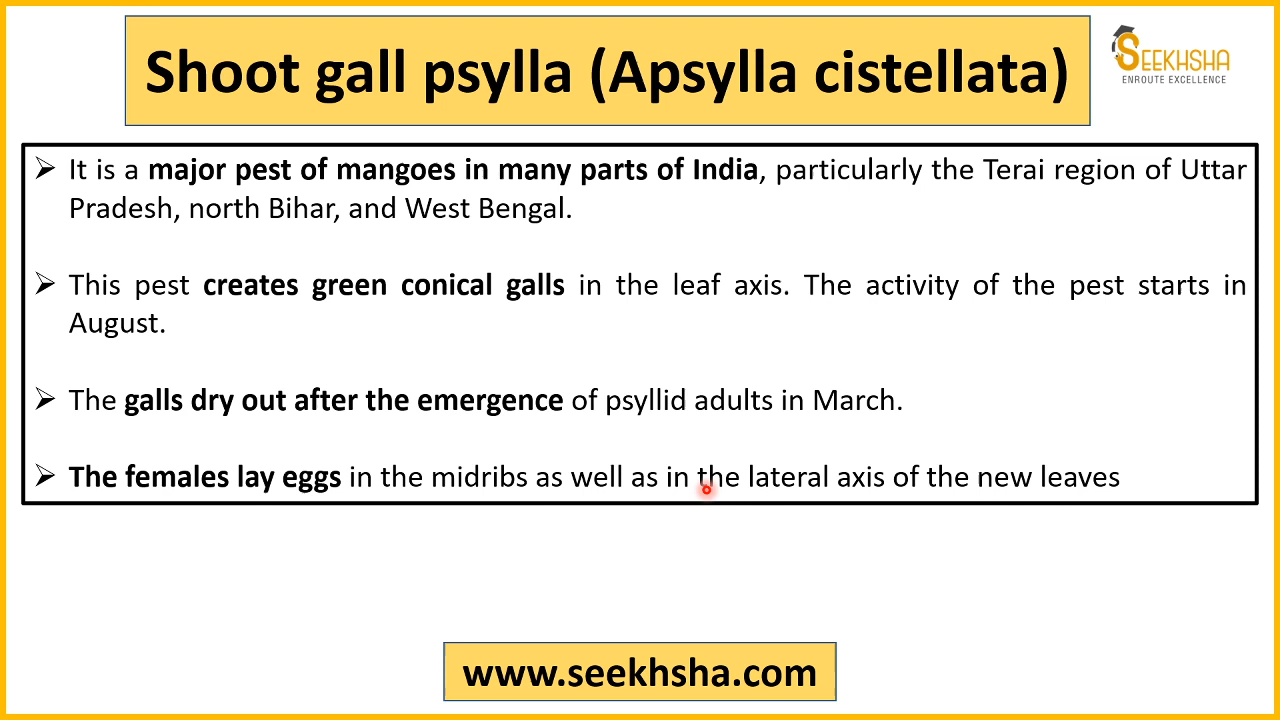 Shoot gall psylla (Apsylla cistellata)
SEEKHSHA
ENROUTE EXCELLENCE
➢ It is a major pest of mangoes in many parts of India, particularly the Terai region of Uttar
Pradesh, north Bihar, and West Bengal.
➢ This pest creates green conical galls in the leaf axis. The activity of the pest starts in
August.
➢ The galls dry out after the emergence of psyllid adults in March.
➢ The females lay eggs in the midribs as well as in the lateral axis of the new leaves
www.seekhsha.com